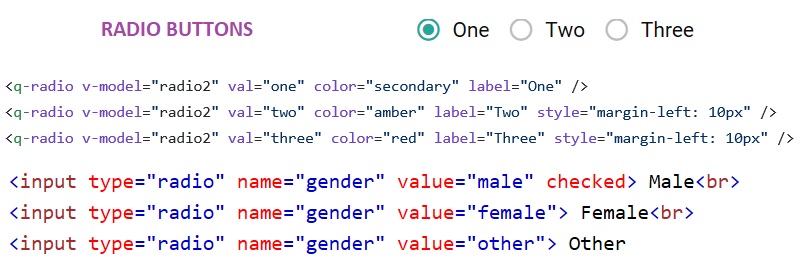 RADIO BUTTONS One Two Three
<q-radio v-model="radio2" val="one" color="secondary" label="One" />
<q-radio v-model="radio2" val="two" color="amber" label="Two" style="margin-left: 10px" />
<q-radio v-model="radio2" val="three" color="red" label="Three" style="margin-left: 10px" />
<input type="radio" name="gender" value="male" checked> Male<br>
<input type="radio" name="gender" value="female"> Female<br>
<input type="radio" name="gender" value="other"> Other